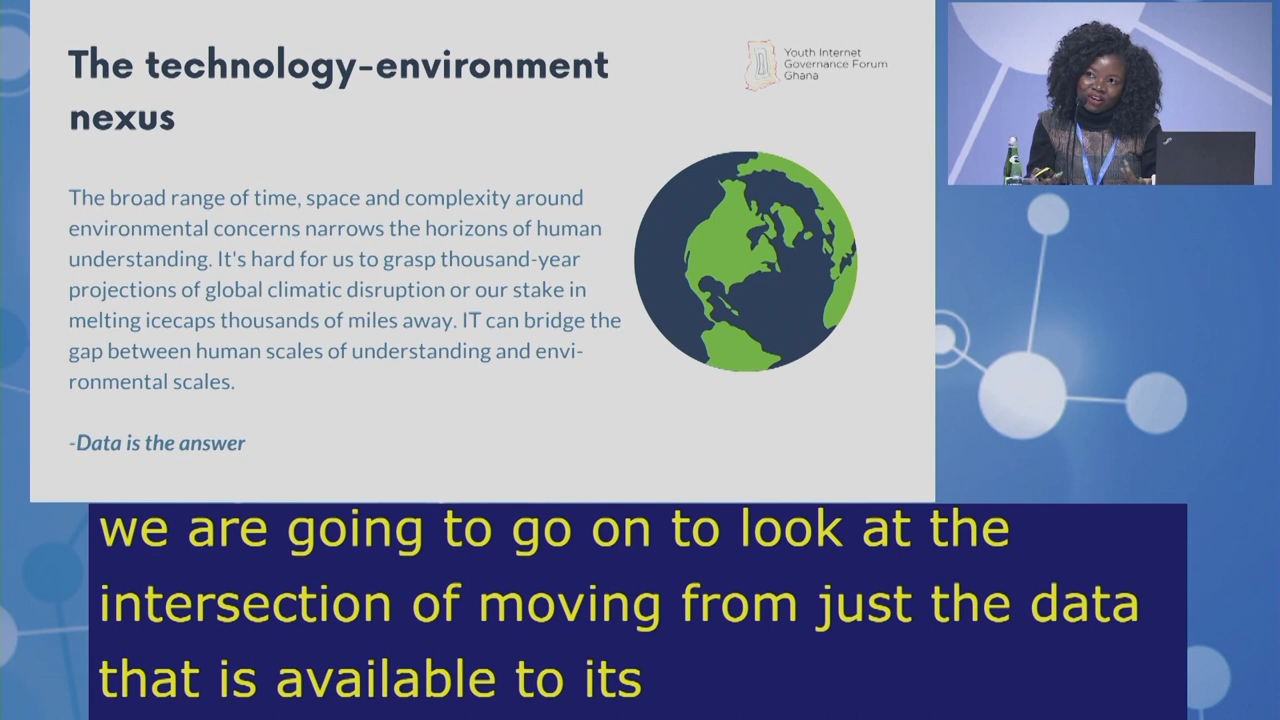 The technology-environment
nexus
Youth Internet
Governance Forum
Ghana
The broad range of time, space and complexity around
environmental concerns narrows the horizons of human
understanding. It's hard for us to grasp thousand-year
projections of global climatic disruption or our stake in
melting icecaps thousands of miles away. IT can bridge the
gap between human scales of understanding and envi-
ronmental scales.
-Data is the answer
we are going to go on to look at the
intersection of moving from just the data
that is available to its